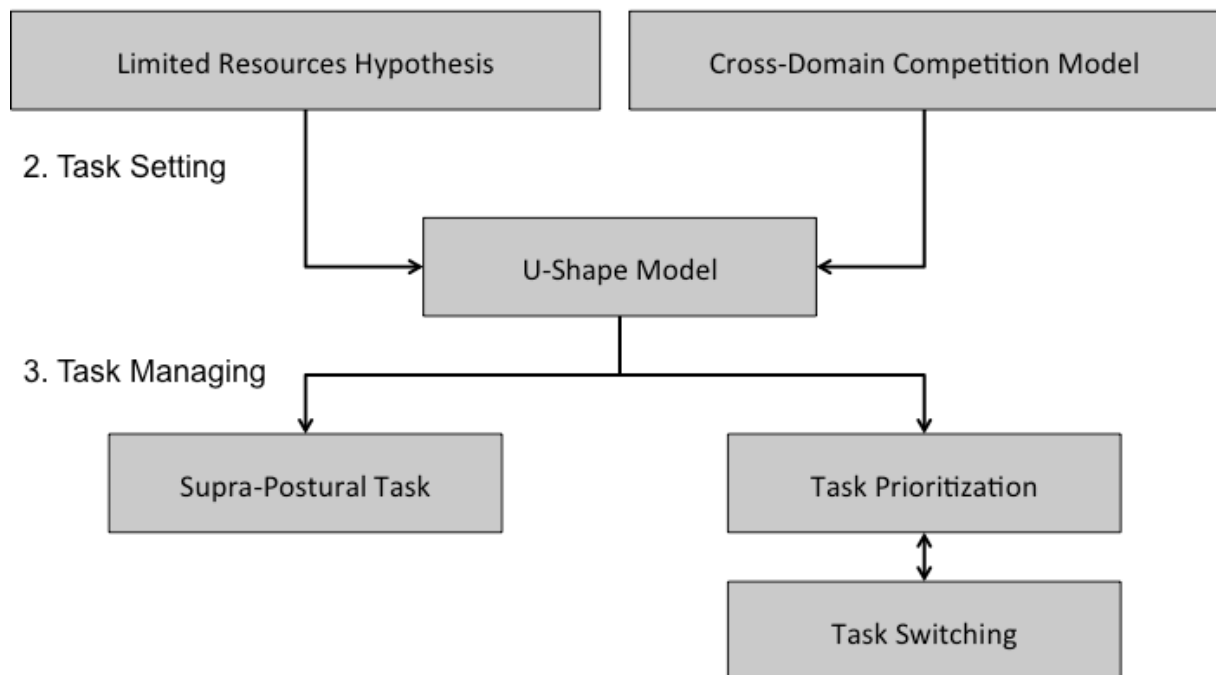 Limited Resources Hypothesis
Cross-Domain Competition Model
2. Task Setting
U-Shape Model
3. Task Managing
Supra-Postural Task
Task Prioritization
Task Switching